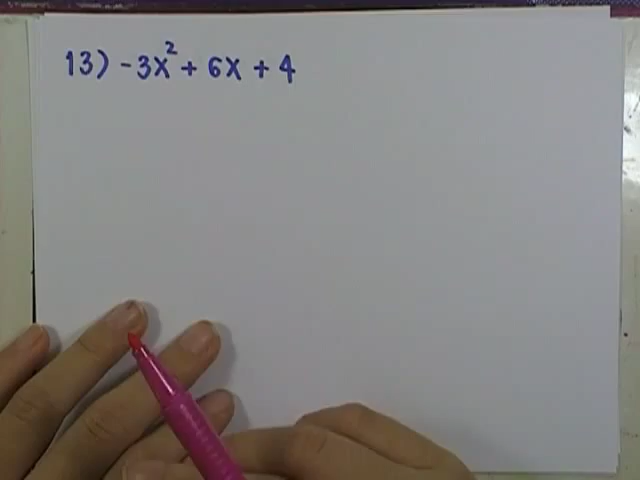 13) -3x² + 6x + 4